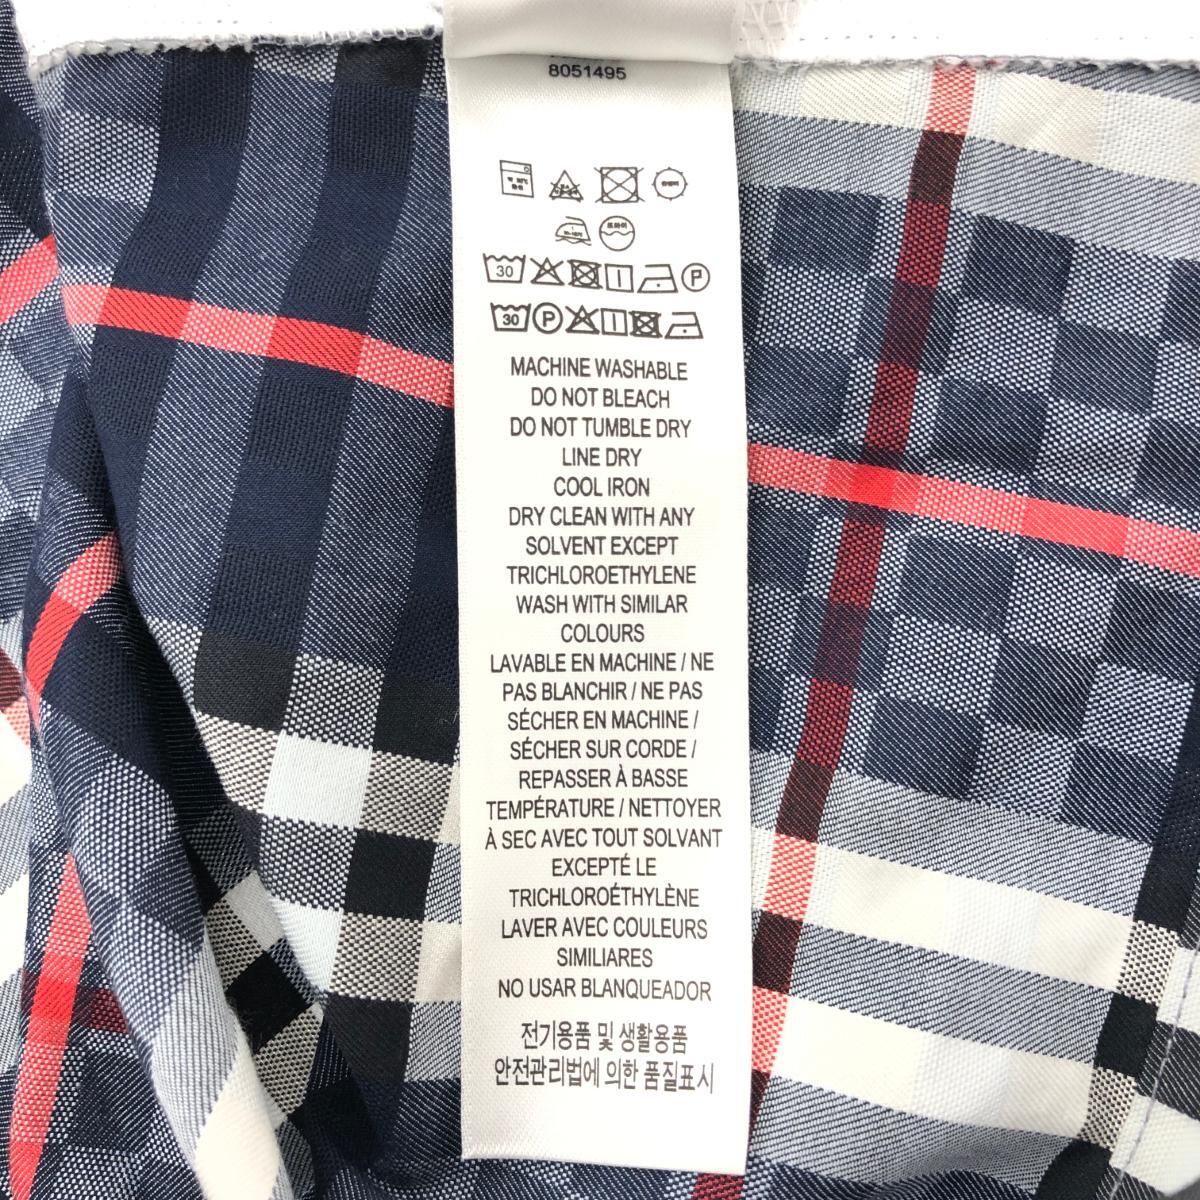 8051495
30
P
30
P
MACHINE WASHABLE
DO NOT BLEACH
DO NOT TUMBLE DRY
LINE DRY
COOL IRON
DRY CLEAN WITH ANY
SOLVENT EXCEPT
TRICHLOROETHYLENE
WASH WITH SIMILAR
COLOURS
LAVABLE EN MACHINE / NE
PAS BLANCHIR / NE PAS
SÉCHER EN MACHINE /
SÉCHER SUR CORDE /
REPASSER À BASSE
TEMPÉRATURE / NETTOYER
À SEC AVEC TOUT SOLVANT
EXCEPTÉ LE
TRICHLOROÉTHYLÈNE
LAVER AVEC COULEURS
SIMILIARES
NO USAR BLANQUEADOR
전기용품 및 생활용품
안전관리법에 의한 품질표시